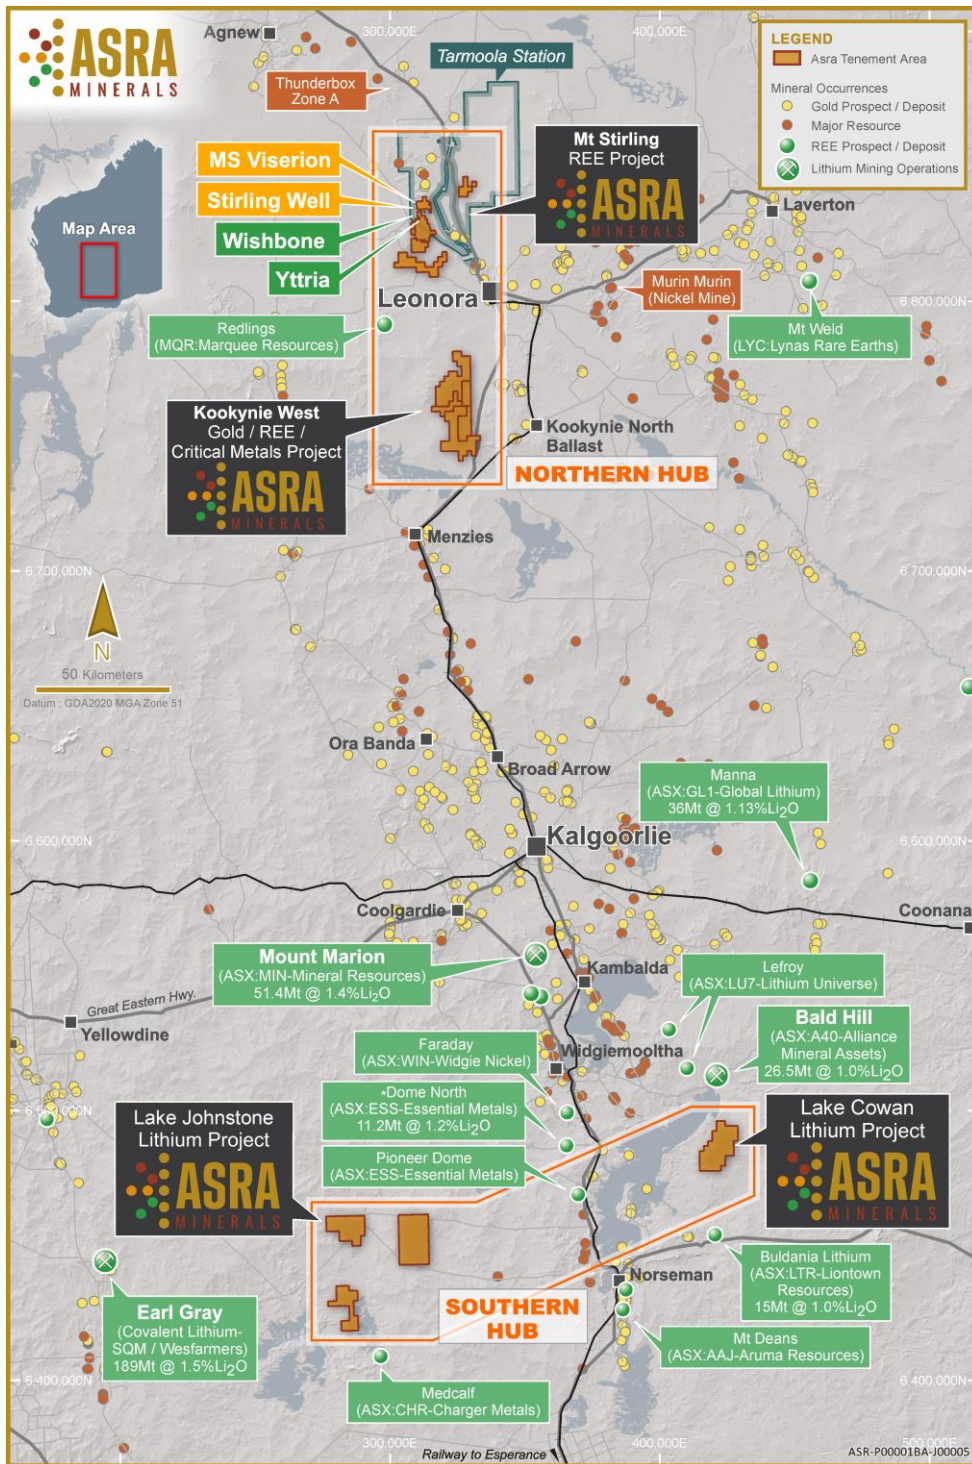 ASRA
MINERALS
Agnew
300,000E
400,000E
Tarmoola Station
Thunderbox
Zone A
LEGEND
Asra Tenement Area
Mineral Occurrences
Gold Prospect / Deposit
Major Resource
REE Prospect / Deposit
Lithium Mining Operations
MS Viserion
Stirling Well
Wishbone
Yttria
Mt Stirling
REE Project
ASRA
MINERALS
Laverton
Map Area
Leonora
Murin Murin
(Nickel Mine)
6,800,000N
Redlings
(MQR:Marquee Resources)
Mt Weld
(LYC:Lynas Rare Earths)
Kookynie West
Gold / REE /
Critical Metals Project
ASRA
MINERALS
Kookynie North
Ballast
NORTHERN HUB
Menzies
6,700,000N
6,700,000N
N
50 Kilometers
Datum : GDA2020 MGA Zone 51
Ora Banda
Broad Arrow
Manna
(ASX:GL1-Global Lithium)
36Mt @ 1.13%Li₂O
6,600,000N
6,600,000N
Kalgoorlie
Coolgardie
Coonana
Mount Marion
(ASX:MIN-Mineral Resources)
51.4Mt @ 1.4%Li₂O
Kambalda
Lefroy
(ASX:LU7-Lithium Universe)
Great Eastern Hwy.
Yellowdine
Bald Hill
(ASX:A40-Alliance
Mineral Assets)
26.5Mt @ 1.0%Li₂O
Faraday
(ASX:WIN-Widgie Nickel)
Widgiemooltha
*Dome North
(ASX:ESS-Essential Metals)
11.2Mt @ 1.2%Li₂O
6,500,000N
6,500,000N
Lake Johnstone
Lithium Project
ASRA
MINERALS
Lake Cowan
Lithium Project
ASRA
MINERALS
Pioneer Dome
(ASX:ESS-Essential Metals)
Buldania Lithium
(ASX:LTR-Liontown
Resources)
15Mt @ 1.0%Li₂O
Norseman
Earl Gray
(Covalent Lithium-
SQM / Wesfarmers)
189Mt @ 1.5%Li₂O
SOUTHERN
HUB
Mt Deans
(ASX:AAJ-Aruma Resources)
6,400,000N
6,400,000N
Medcalf
(ASX:CHR-Charger Metals)
300,000E
400,000E
500,000E
Railway to Esperance
ASR-P00001BA-J00005